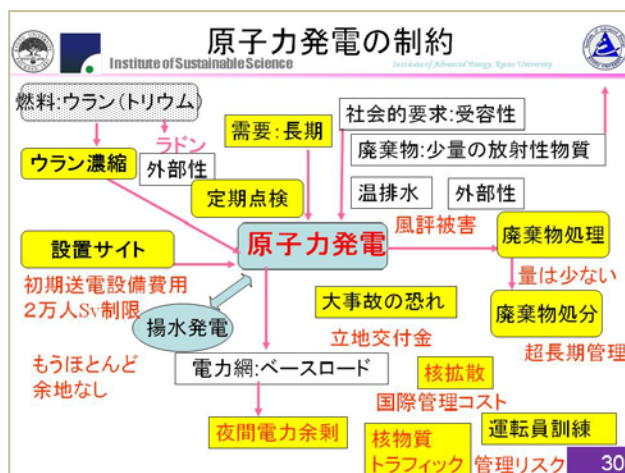 原子力発電の制約
Institute of Sustainable Science
Institute of Advanced Energy, Kyoto University
燃料:ウラン(トリウム)
ラドン
ウラン濃縮
外部性
需要:長期
定期点検
社会的要求:受容性
廃棄物:少量の放射性物質
温排水
外部性
設置サイト
原子力発電
風評被害
廃棄物処理
初期送電設備費用
2万人Sv制限
量は少ない
大事故の恐れ
廃棄物処分
揚水発電
立地交付金
超長期管理
もうほとんど
余地なし
電力網:ベースロード
核拡散
国際管理コスト
夜間電力余剰
核物質
トラフィック
運転員訓練
管理リスク
30